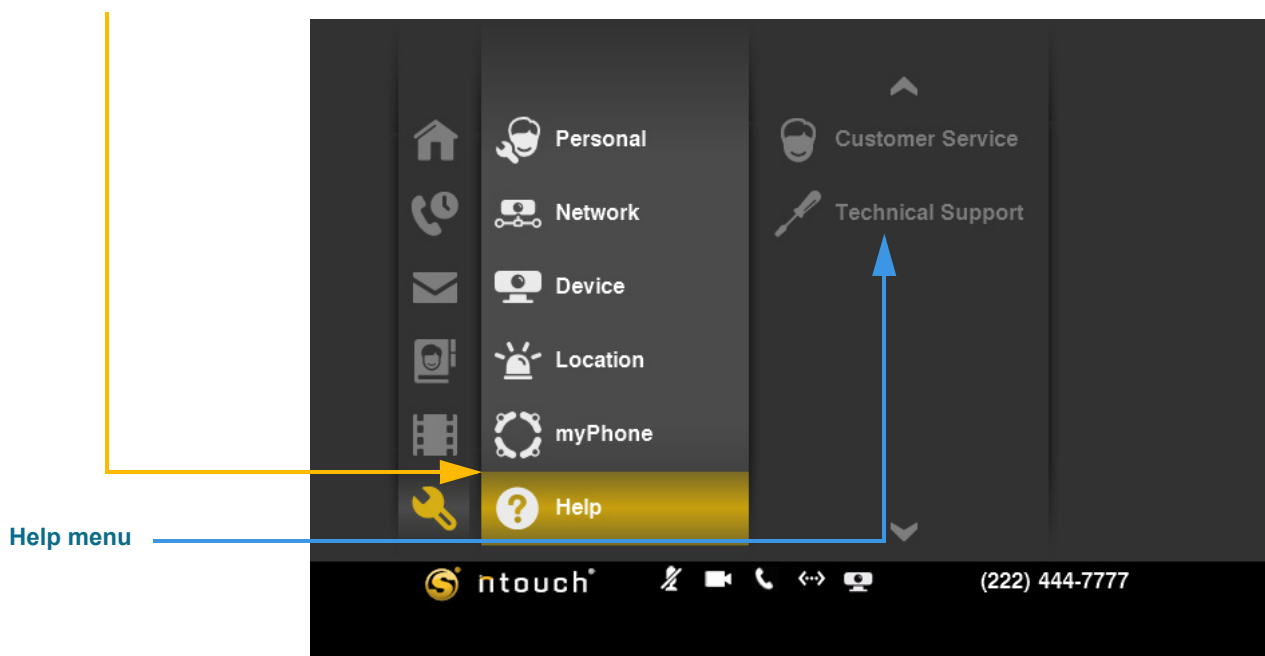 Personal
Customer Service
Network
Technical Support
Device
Location
myPhone
Help
Help menu
ntouch
(222) 444-7777